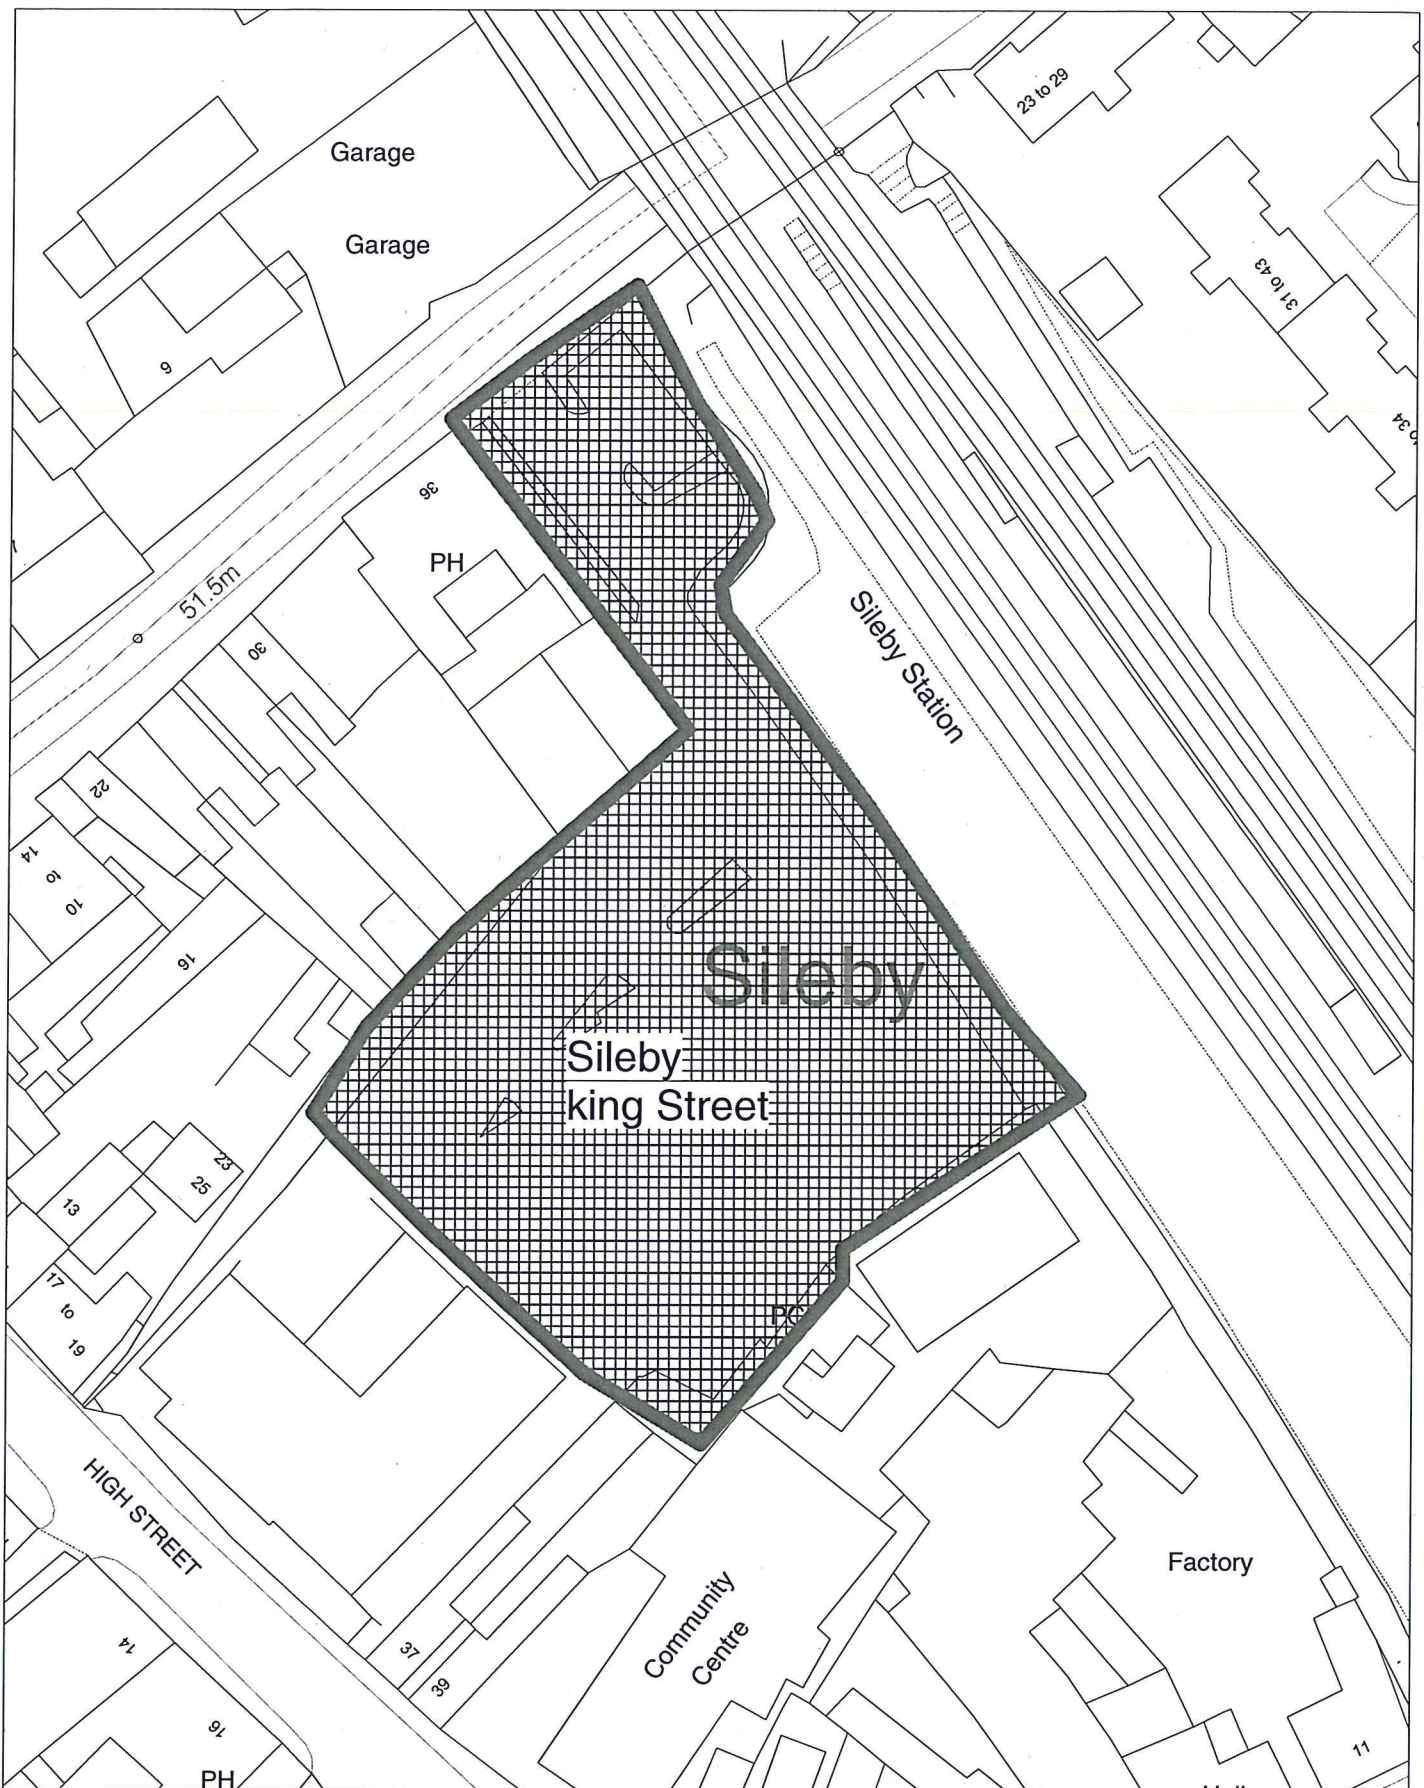 23 to 29
Garage
Garage
31 to 43
6
36
PH
51.5m
Sileby Station
30
22
14
to
10
16
Sileby
Sileby
king Street
23
25
13
17
to
19
PC
HIGH STREET
Factory
Community
Centre
37
39
14
16
11
PH